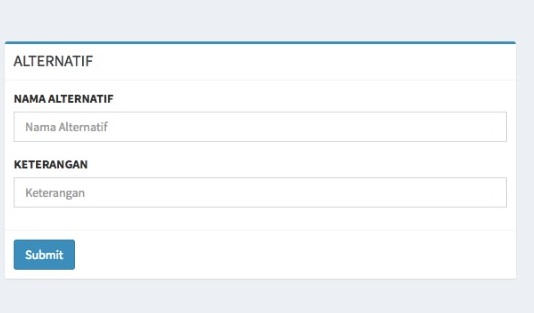 ALTERNATIF
NAMA ALTERNATIF
Nama Alternatif
KETERANGAN
Keterangan
Submit